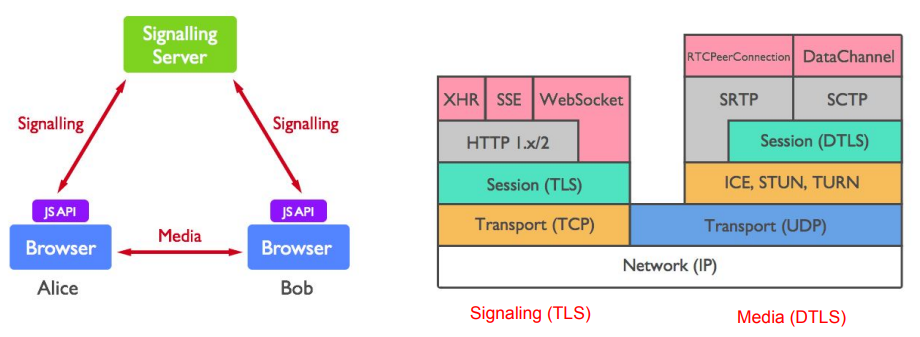 Signalling
Server
Signalling
Signalling
JS API
JS API
Browser
Media
Browser
Alice
Bob
RTCPeerConnection
DataChannel
XHR
SSE
WebSocket
SRTP
SCTP
HTTP 1.x/2
Session (DTLS)
Session (TLS)
ICE, STUN, TURN
Transport (TCP)
Transport (UDP)
Network (IP)
Signaling (TLS)
Media (DTLS)